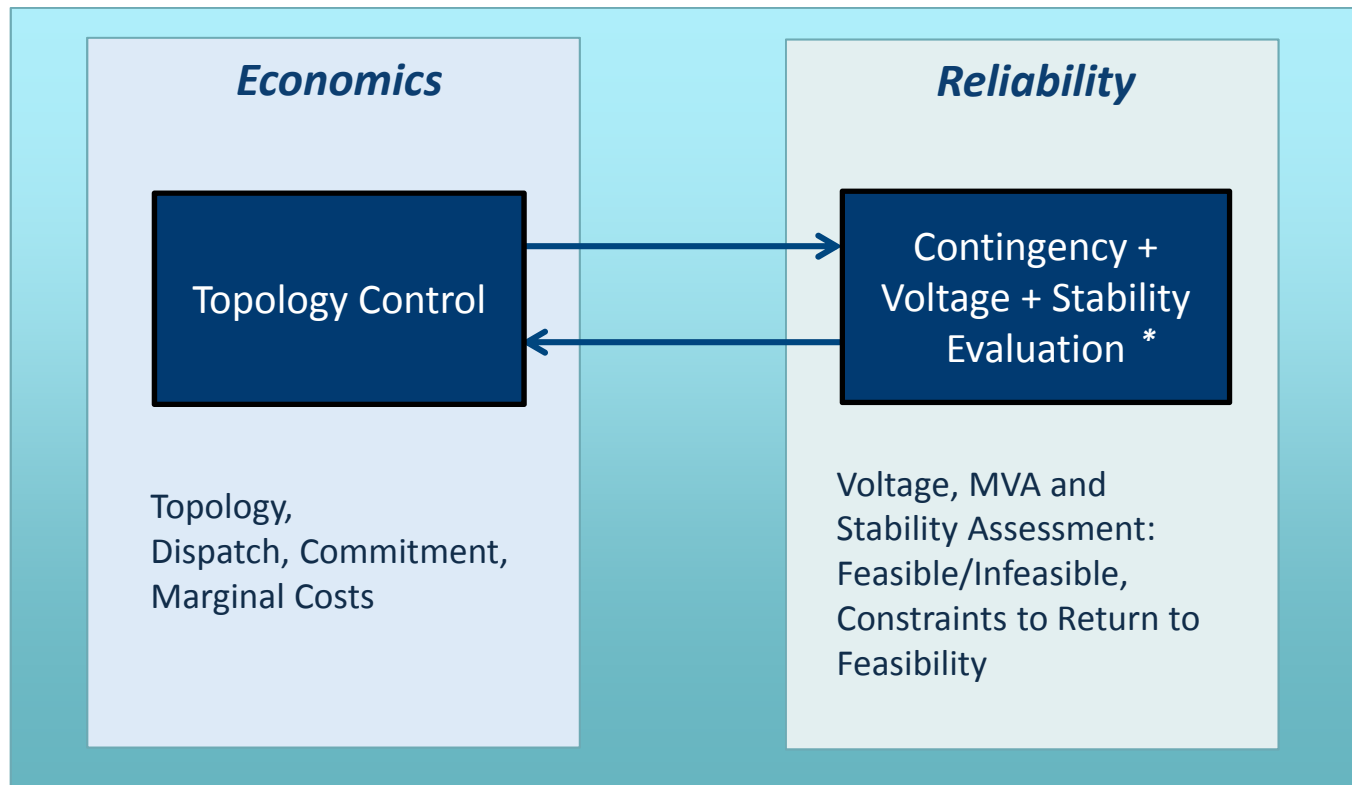 Economics
Topology Control
Topology,
Dispatch, Commitment,
Marginal Costs
Reliability
Contingency +
Voltage + Stability
Evaluation *
Voltage, MVA and
Stability Assessment:
Feasible/Infeasible,
Constraints to Return to
Feasibility